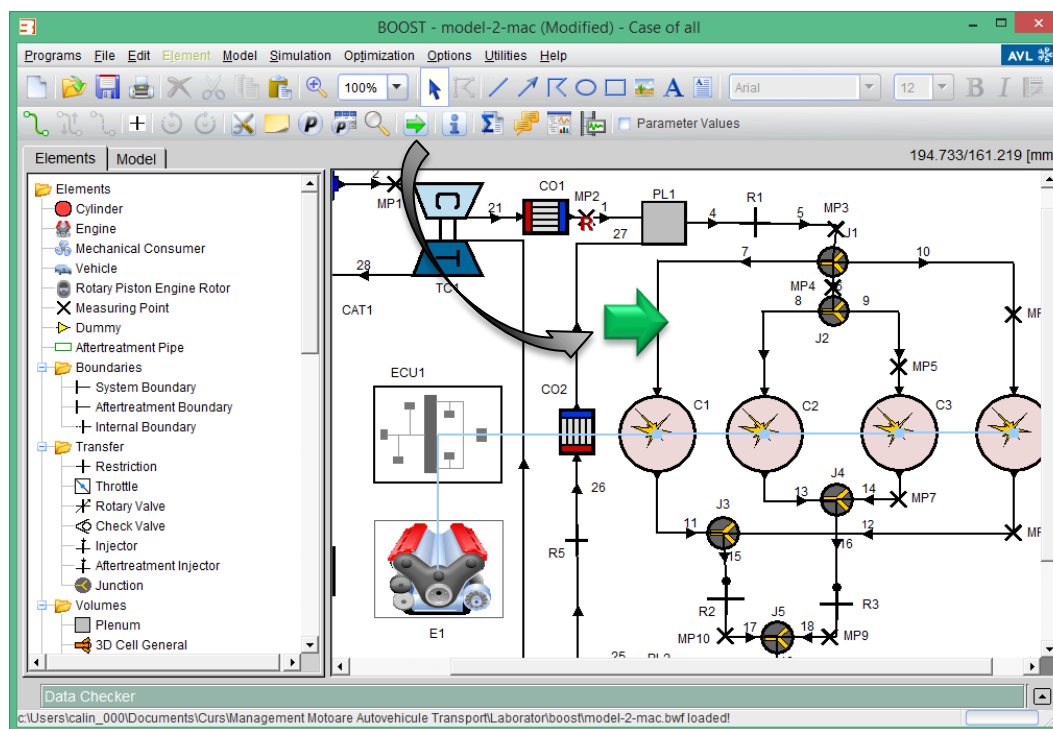 BOOST - model-2-mac (Modified) - Case of all
Programs File Edit Element Model Simulation Optimization Options Utilities Help
AVL
100%
A
Arial
12
B I
P
P
Parameter Values
Elements
Model
194.733/161.219 [mm
Elements
Cylinder
Engine
Mechanical Consumer
Vehicle
Rotary Piston Engine Rotor
Measuring Point
Dummy
Aftertreatment Pipe
Boundaries
System Boundary
Aftertreatment Boundary
Internal Boundary
Transfer
Restriction
Throttle
Rotary Valve
Check Valve
Injector
Aftertreatment Injector
Junction
Volumes
Plenum
3D Cell General
2
MP1
C
T
TC1
21
CO1
MP2
R
1
27
PL1
4
R1
5
MP3
J1
7
10
28
CAT1
MP4
6
8
9
J2
MP5
ECU1
CO2
C1
C2
C3
26
J4
13
14
MP7
J3
11
12
15
16
R5
R2
R3
E1
J5
MP10
17
18
MP9
25
PL2
Data Checker
c:\Users\calin_000\Documents\Curs\Management Motoare Autovehicule Transport\Laborator\boost\model-2-mac.bwf loaded!